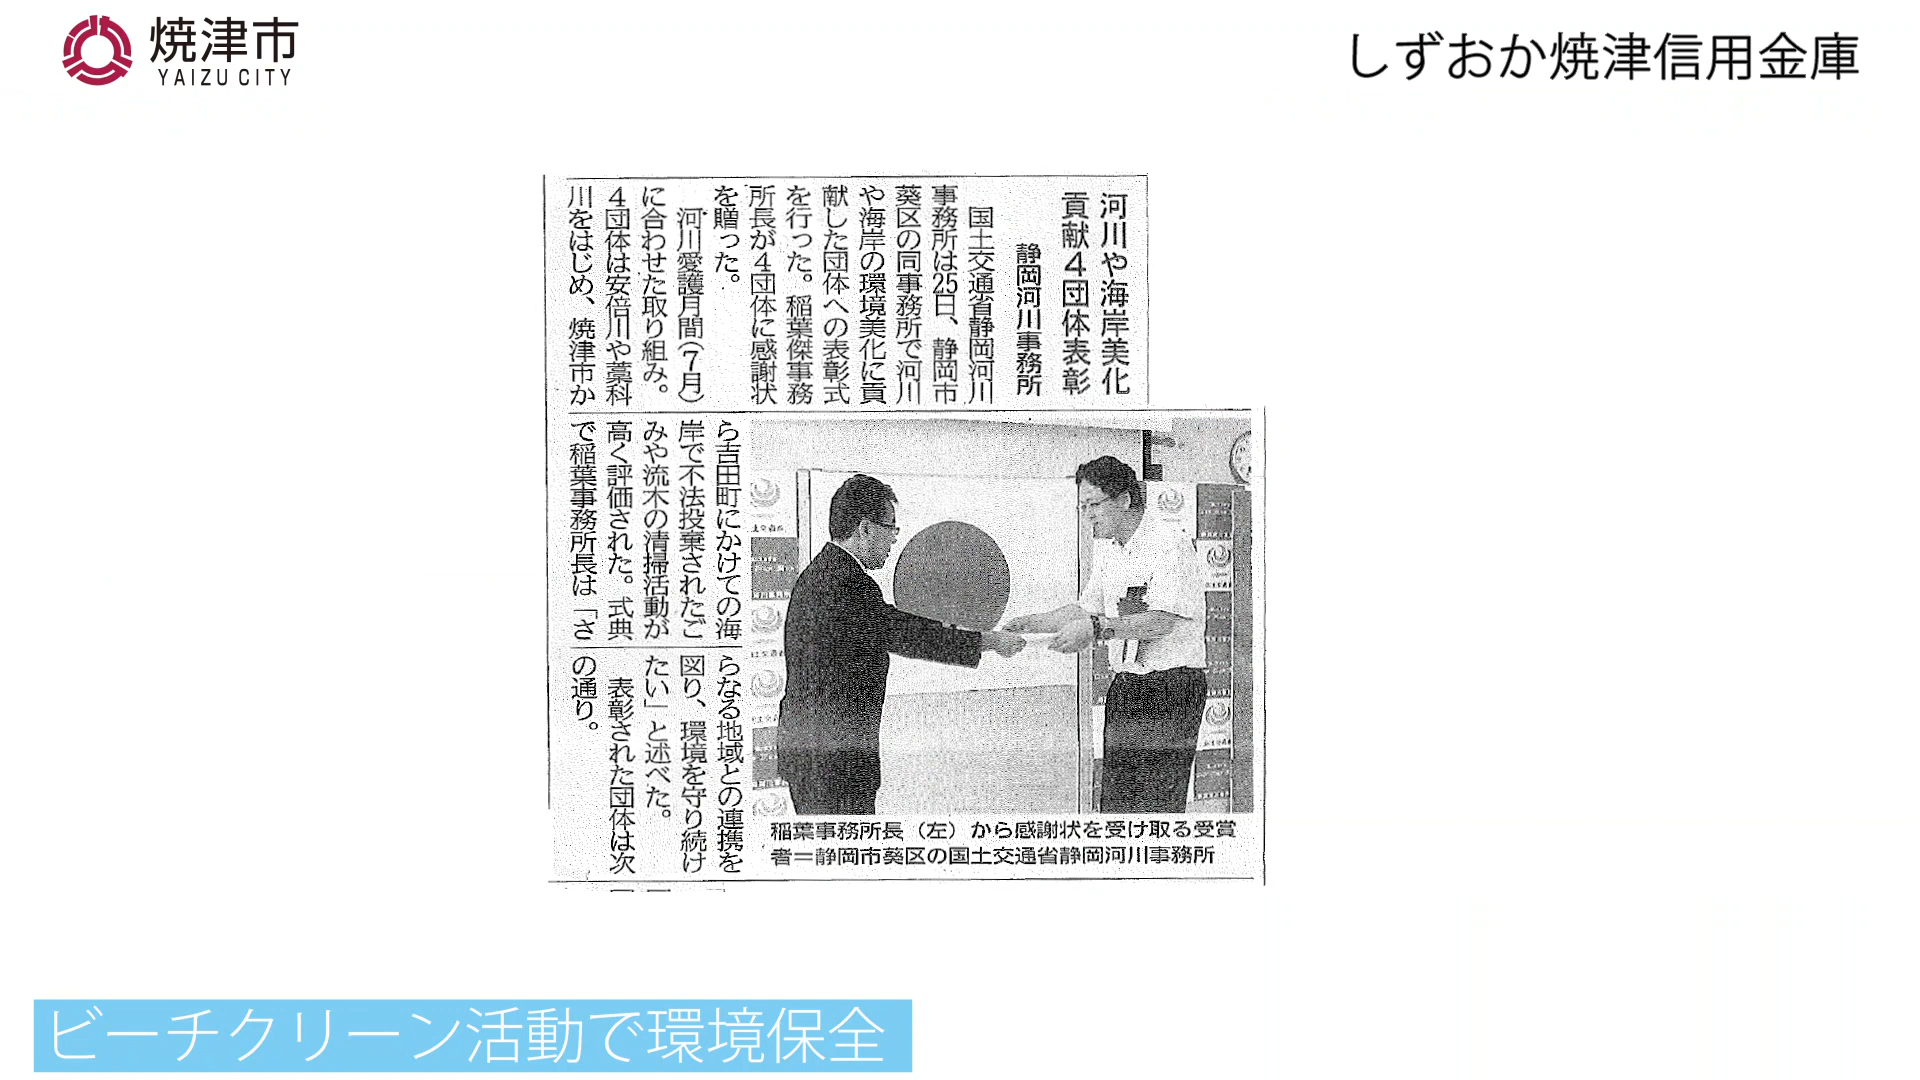 焼津市
YAIZU CITY
しずおか焼津信用金庫
河川や海岸美化
貢献4団体表彰
静岡河川事務所
国土交通省静岡河川
事務所は25日、静岡市
葵区の同事務所で河川
や海岸の環境美化に貢
献した団体への表彰式
を行った。稲葉傑事務
所長が4団体に感謝状
を贈った。
河川愛護月間(7月)
に合わせた取り組み。
4団体は安倍川や藁科
川をはじめ、焼津市か
ら吉田町にかけての海
岸で不法投棄されたご
みや流木の清掃活動が
高く評価された。式典
で稲葉事務所長は「さ
らなる地域との連携を
図り、環境を守り続け
たい」と述べた。
表彰された団体は次
の通り。
稲葉事務所長(左)から感謝状を受け取る受賞
者=静岡市葵区の国土交通省静岡河川事務所
ビーチクリーン活動で環境保全